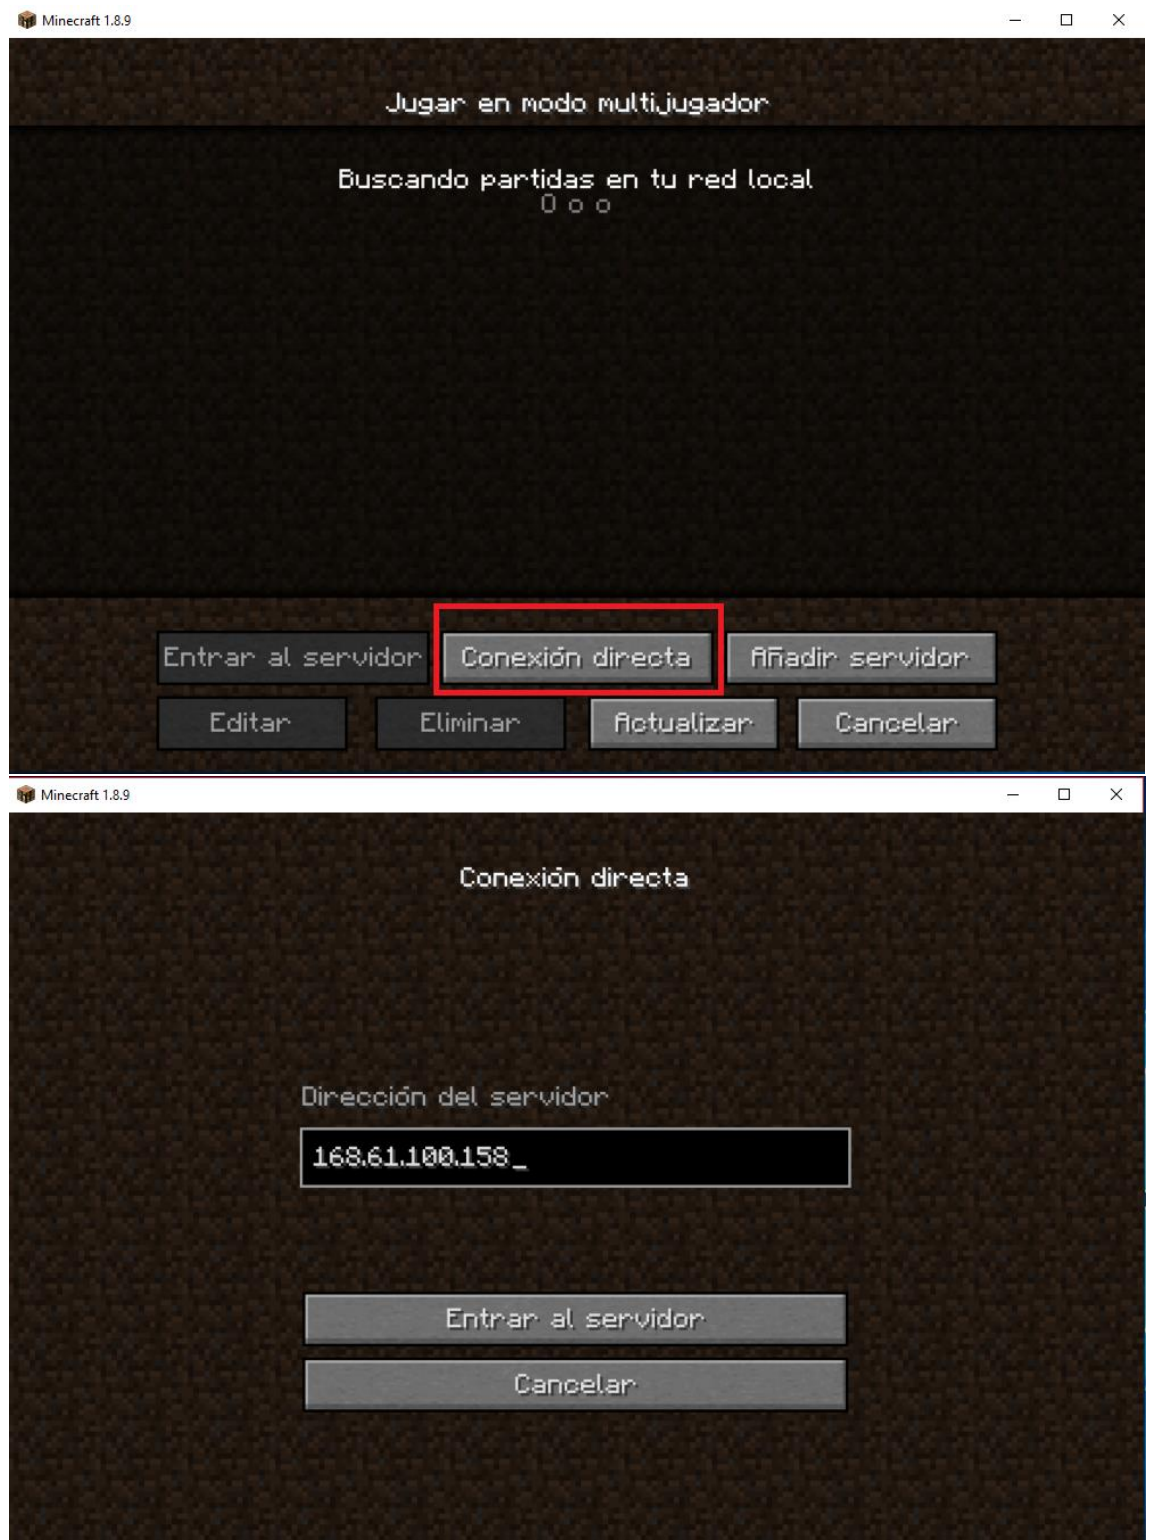 Minecraft 1.8.9
Jugar en modo multijugador
Buscando partidas en tu red local
O o o
Entrar al servidor Conexión directa Añadir servidor
Editar Eliminar Actualizar Cancelar
Minecraft 1.8.9
Conexión directa
Dirección del servidor
168.61.100.158_
Entrar al servidor
Cancelar